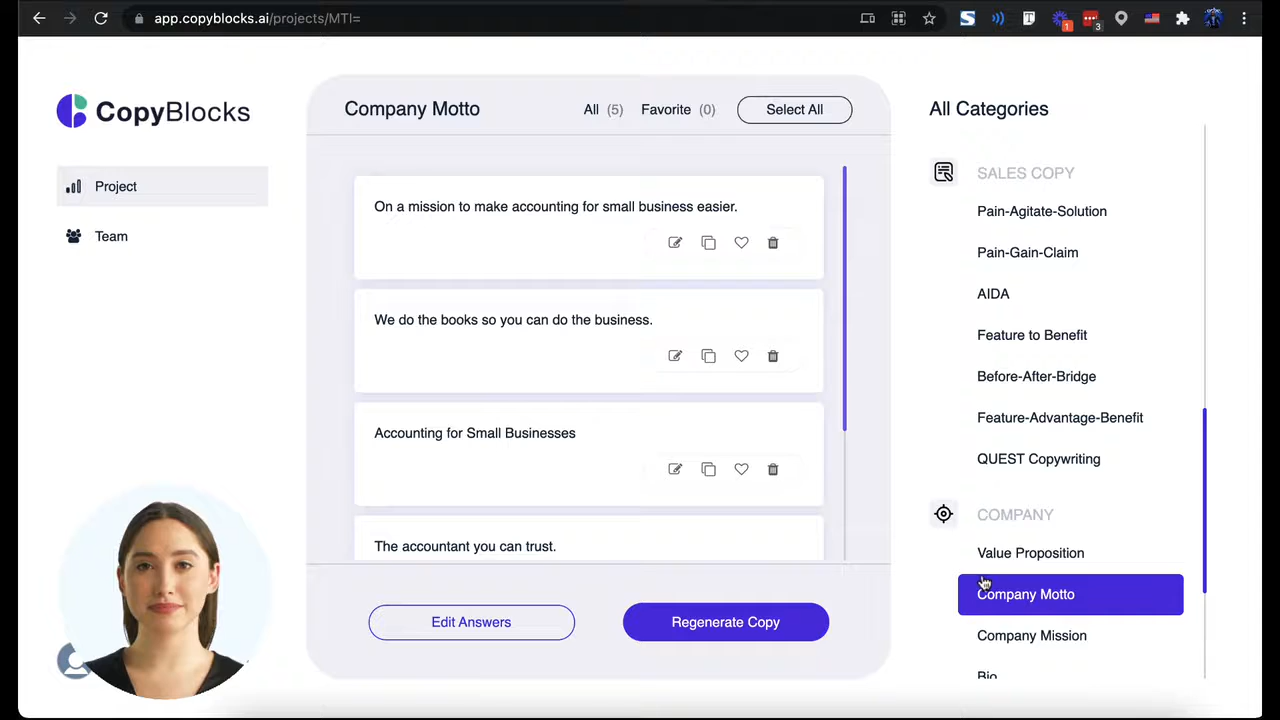 app.copyblocks.ai/projects/MTI=
1
3
CopyBlocks
Project
Team
Company Motto
All (5)
Favorite (0)
Select All
On a mission to make accounting for small business easier.
We do the books so you can do the business.
Accounting for Small Businesses
The accountant you can trust.
Edit Answers
Regenerate Copy
All Categories
SALES COPY
Pain-Agitate-Solution
Pain-Gain-Claim
AIDA
Feature to Benefit
Before-After-Bridge
Feature-Advantage-Benefit
QUEST Copywriting
COMPANY
Value Proposition
Company Motto
Company Mission
Bio